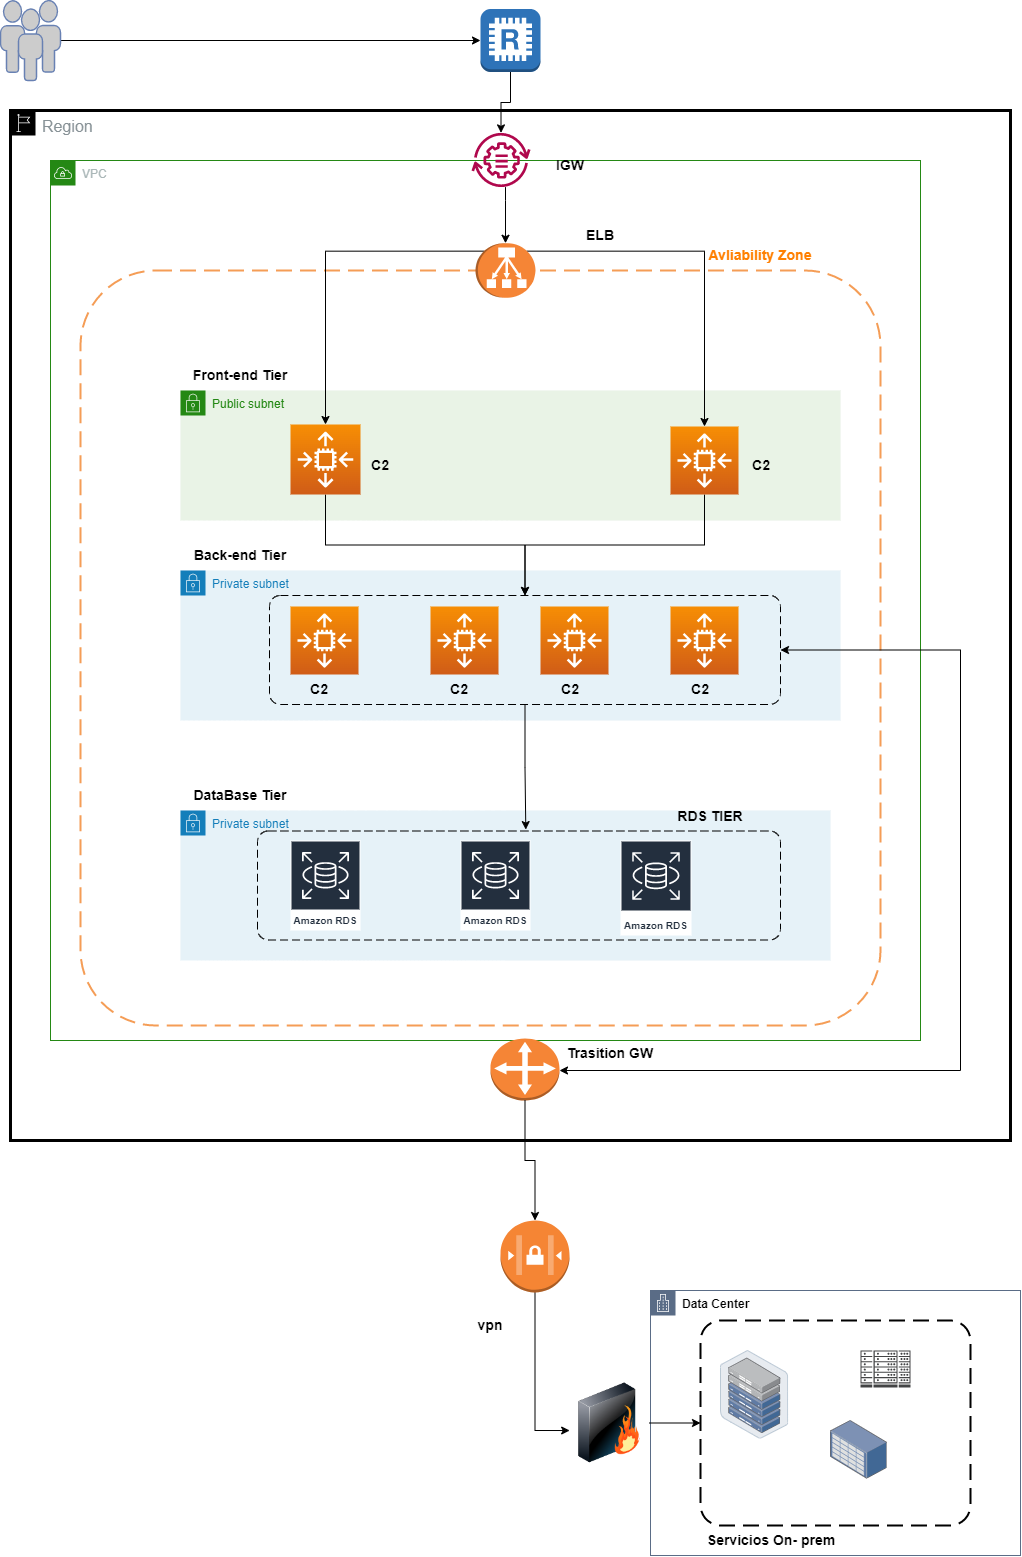 R
Region
IGW
VPC
ELB
Avliability Zone
Front-end Tier
Public subnet
C2
C2
Back-end Tier
Private subnet
C2
C2
C2
C2
DataBase Tier
RDS TIER
Private subnet
Amazon RDS
Amazon RDS
Amazon RDS
Trasition GW
Data Center
vpn
Servicios On- prem